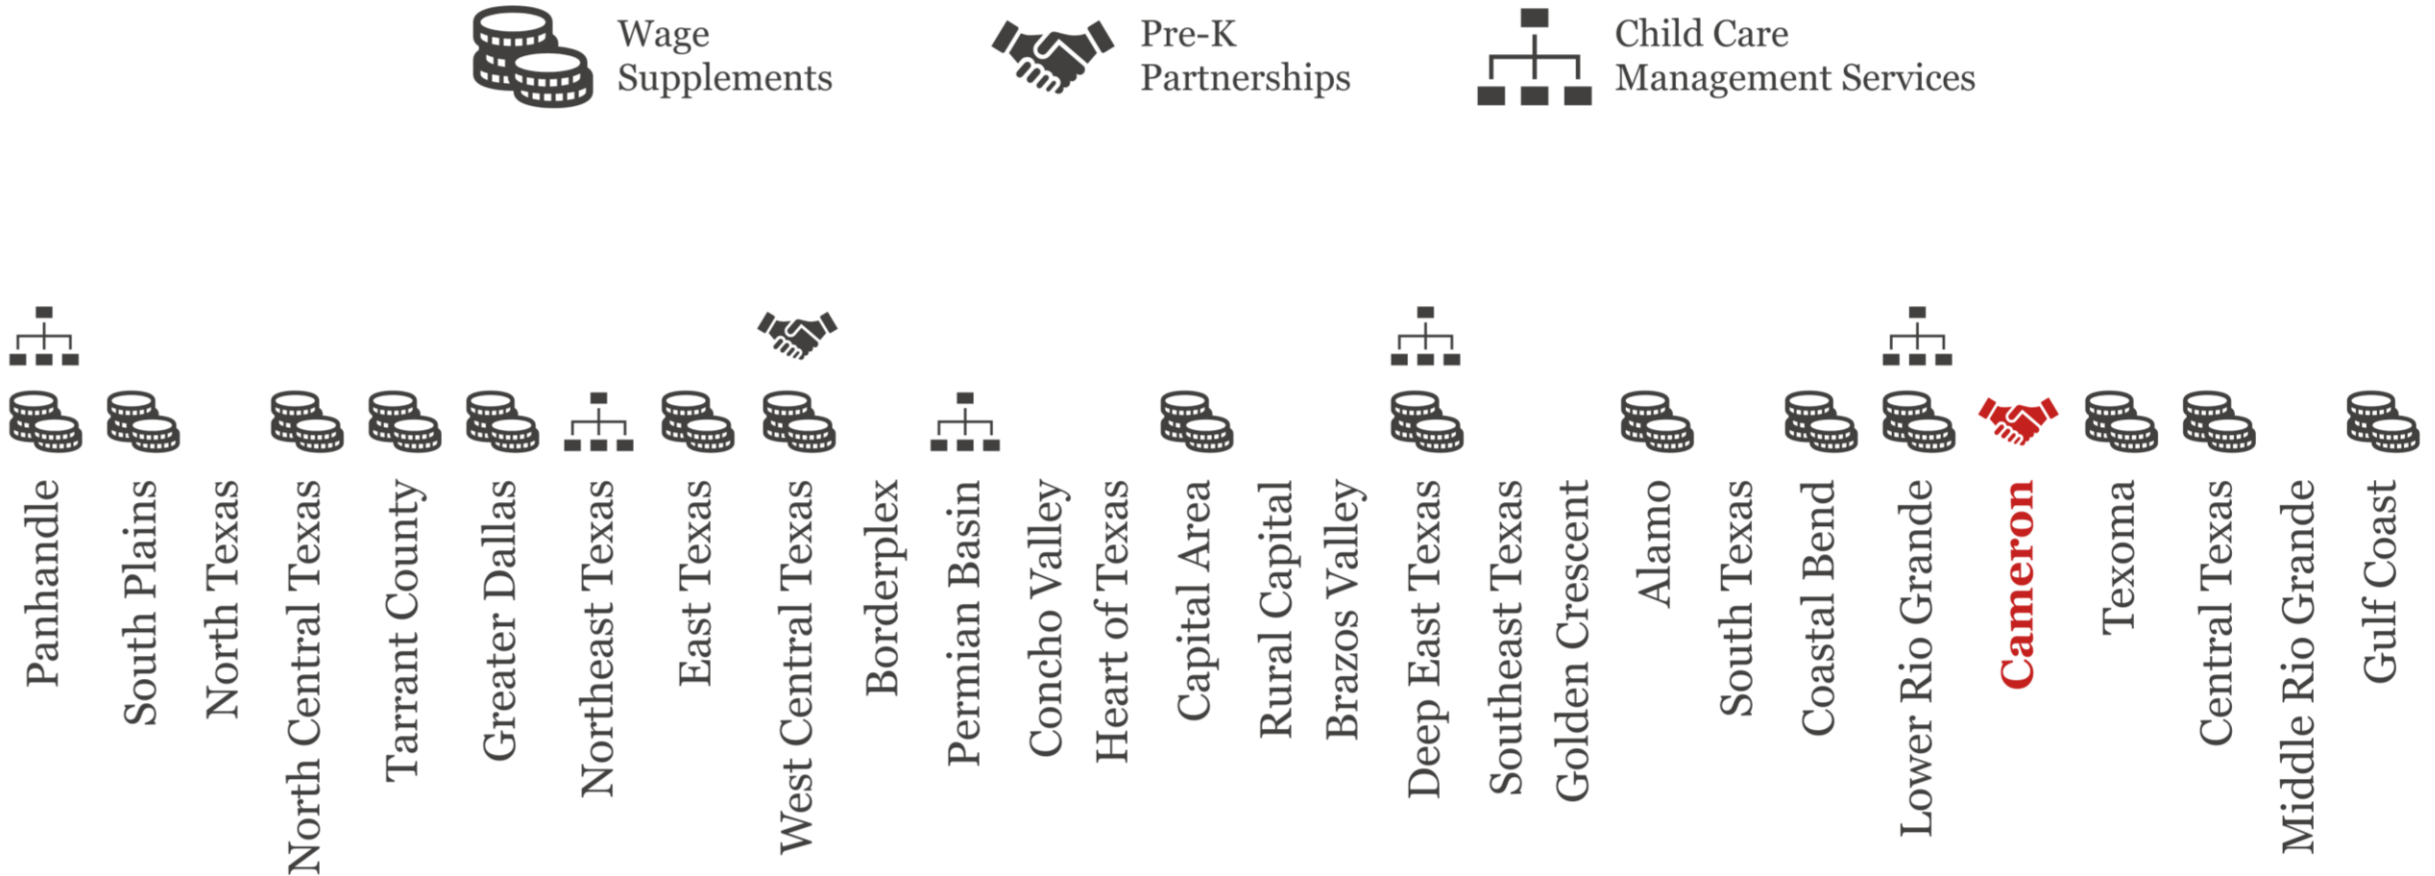 Wage
Supplements
Pre-K
Partnerships
Child Care
Management Services
Panhandle
South Plains
North Texas
North Central Texas
Tarrant County
Greater Dallas
Northeast Texas
East Texas
West Central Texas
Borderplex
Permian Basin
Concho Valley
Heart of Texas
Capital Area
Rural Capital
Brazos Valley
Deep East Texas
Southeast Texas
Golden Crescent
Alamo
South Texas
Coastal Bend
Lower Rio Grande
Cameron
Texoma
Central Texas
Middle Rio Grande
Gulf Coast